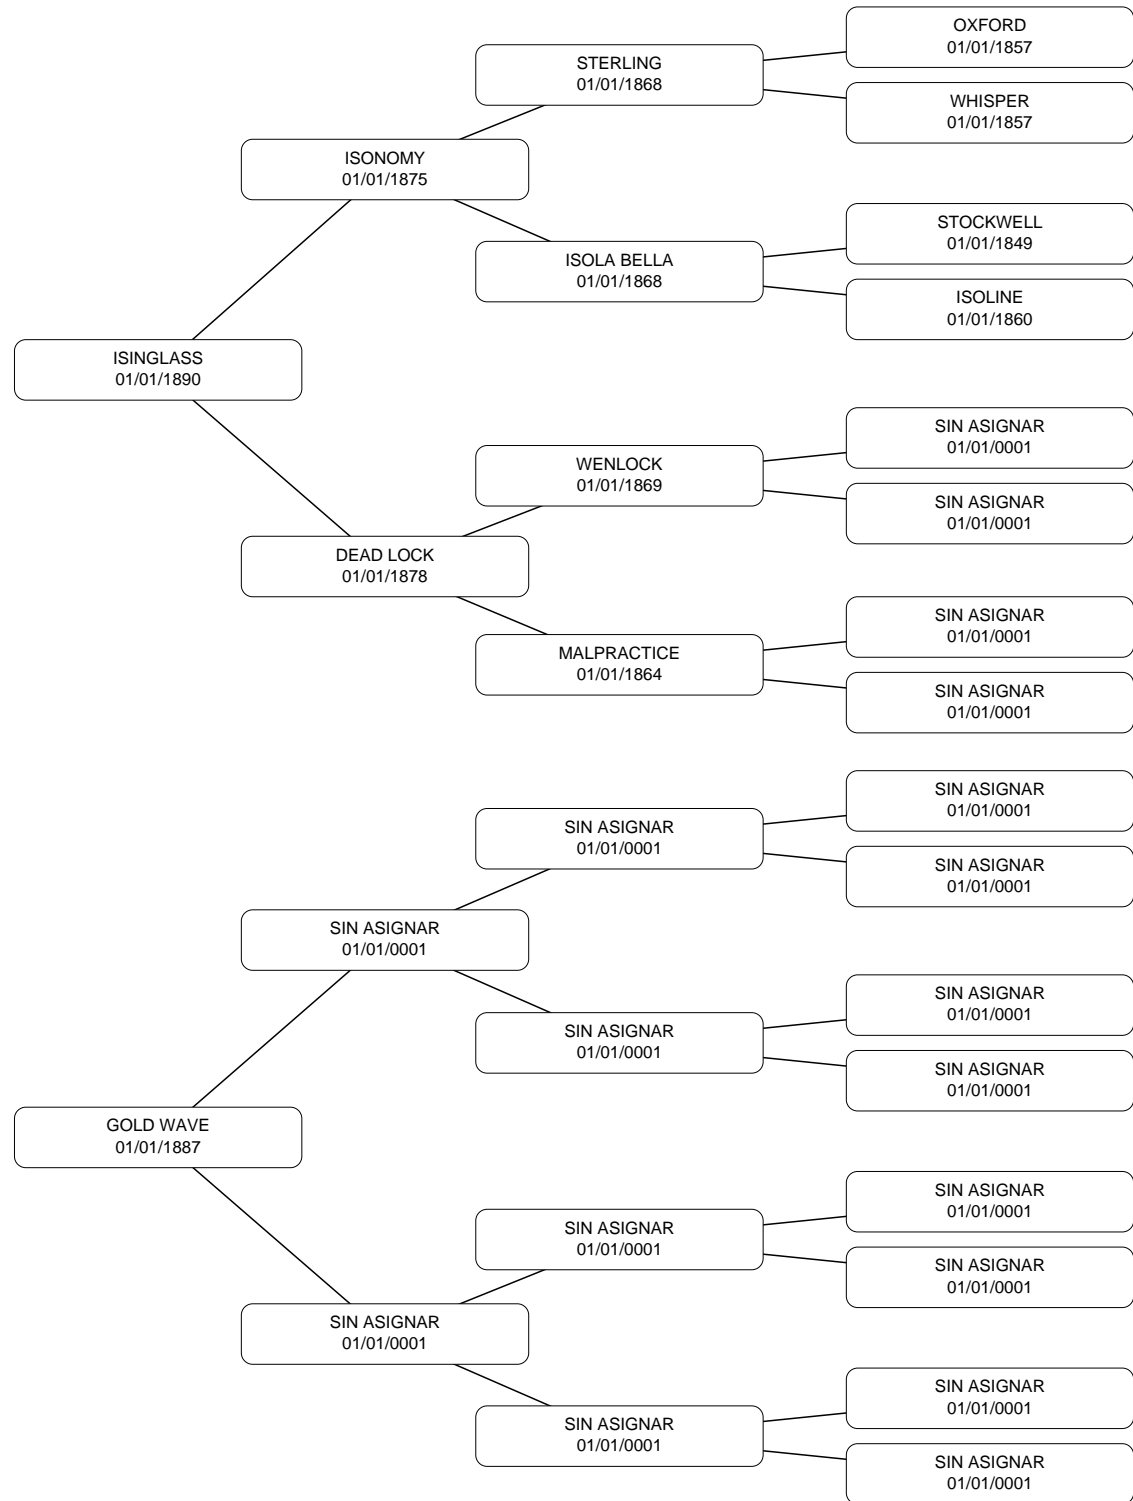 OXFORD
01/01/1857
STERLING
01/01/1868
WHISPER
01/01/1857
ISONOMY
01/01/1875
STOCKWELL
01/01/1849
ISOLA BELLA
01/01/1868
ISOLINE
01/01/1860
ISINGLASS
01/01/1890
SIN ASIGNAR
01/01/0001
WENLOCK
01/01/1869
SIN ASIGNAR
01/01/0001
DEAD LOCK
01/01/1878
SIN ASIGNAR
01/01/0001
MALPRACTICE
01/01/1864
SIN ASIGNAR
01/01/0001
SIN ASIGNAR
01/01/0001
SIN ASIGNAR
01/01/0001
SIN ASIGNAR
01/01/0001
SIN ASIGNAR
01/01/0001
SIN ASIGNAR
01/01/0001
SIN ASIGNAR
01/01/0001
SIN ASIGNAR
01/01/0001
GOLD WAVE
01/01/1887
SIN ASIGNAR
01/01/0001
SIN ASIGNAR
01/01/0001
SIN ASIGNAR
01/01/0001
SIN ASIGNAR
01/01/0001
SIN ASIGNAR
01/01/0001
SIN ASIGNAR
01/01/0001
SIN ASIGNAR
01/01/0001